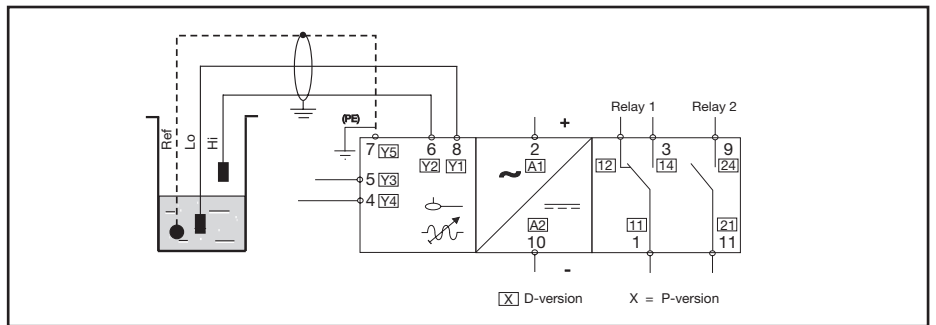 Relay 1 Relay 2
(PE)
+
Ref
Lo
Hi
7 Y5 6 8 2 3 9
Y2 Y1 ~ A1 12 14 24
5 Y3
4 Y4
A2 11 21
10 1 11
-
X D-version X = P-version